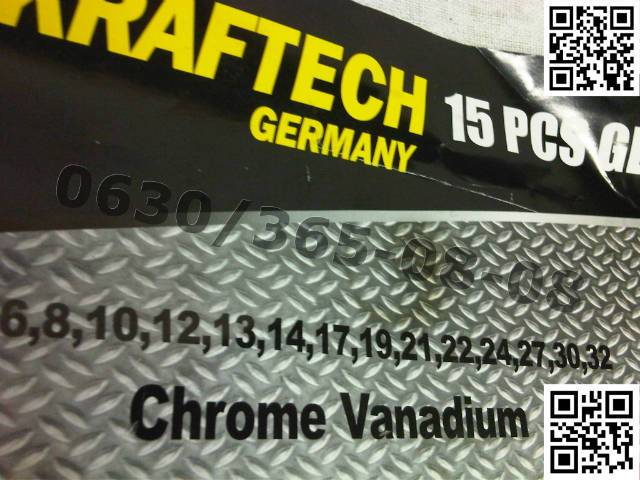 KRAFTECH
GERMANY
15 PCS
0630/365-08-08
6,8,10,12,13,14,17,19,21,22,24,27,30,32
Chrome Vanadium